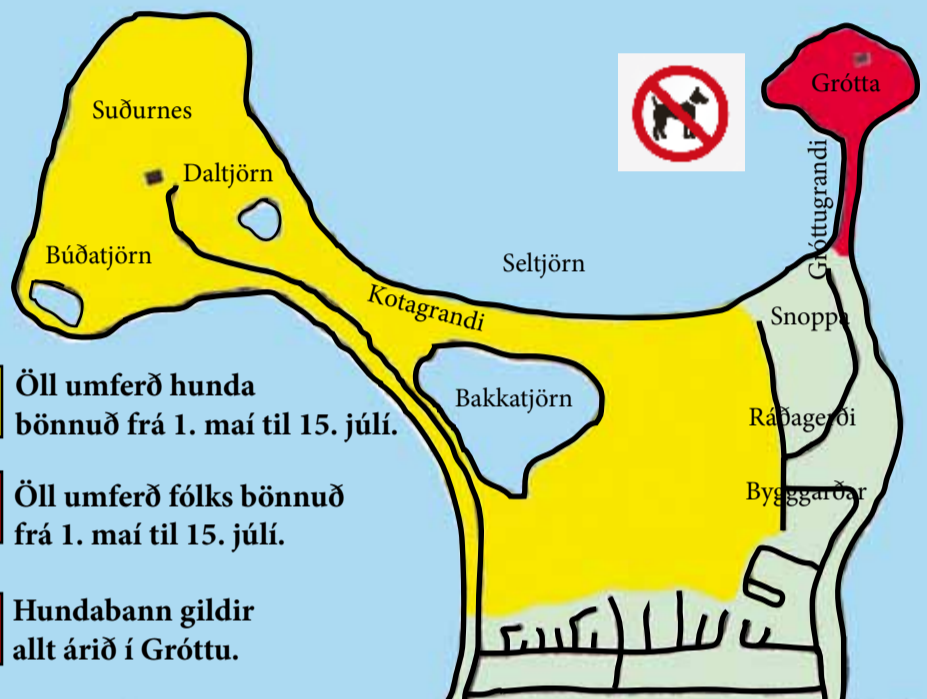 Grótta
Suðurnes
Gróttugrandi
Daltjörn
Búðatjörn
Seltjörn
Kotagrandi
Snoppa
Öll umferð hunda
bönnuð frá 1. maí til 15. júlí.
Bakkatjörn
Ráðagerði
Bygggarðar
Öll umferð fólks bönnuð
frá 1. maí til 15. júlí.
Hundabann gildir
allt árið í Gróttu.